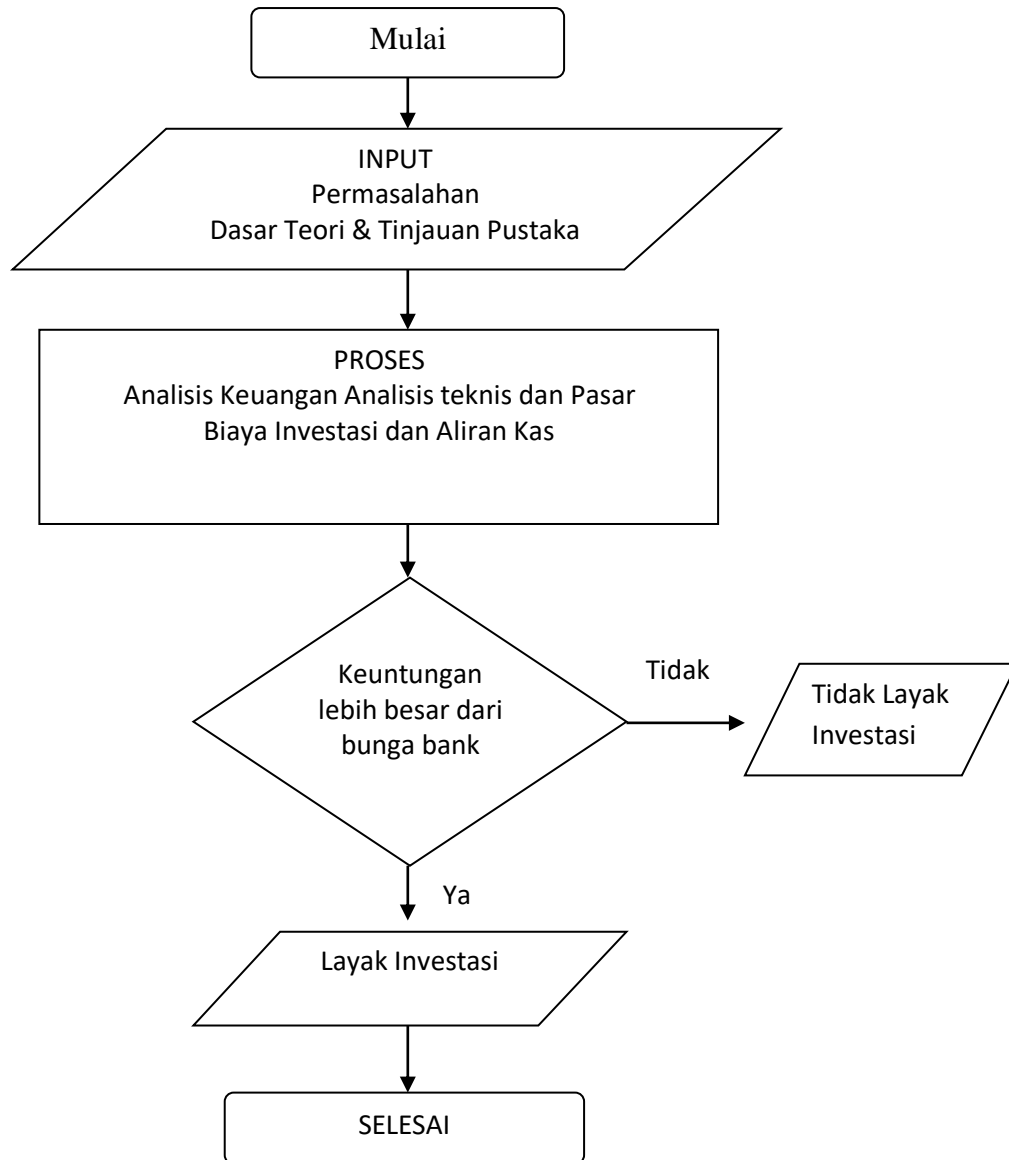 Mulai
INPUT
Permasalahan
Dasar Teori & Tinjauan Pustaka
PROSES
Analisis Keuangan Analisis teknis dan Pasar
Biaya Investasi dan Aliran Kas
Keuntungan
lebih besar dari
bunga bank
Tidak
Tidak Layak
Investasi
Ya
Layak Investasi
SELESAI